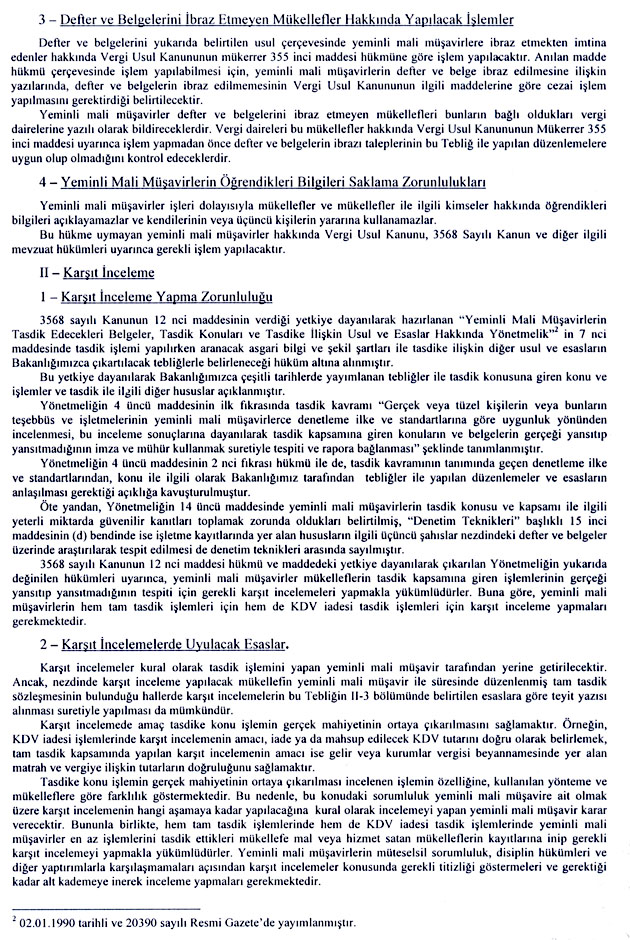 3 – Defter ve Belgelerini İbraz Etmeyen Mükellefler Hakkında Yapılacak İşlemler
Defter ve belgelerini yukarıda belirtilen usul çerçevesinde yeminli mali müşavirlere ibraz etmekten imtina
edenler hakkında Vergi Usul Kanununun mükerrer 355 inci maddesi hükmüne göre işlem yapılacaktır. Anılan madde
hükmü çerçevesinde işlem yapılabilmesi için, yeminli mali müşavirlerin defter ve belge ibraz edilmesine ilişkin
yazılarında, defter ve belgelerin ibraz edilmemesinin Vergi Usul Kanununun ilgili maddelerine göre cezai işlem
yapılmasını gerektirdiği belirtilecektir.
Yeminli mali müşavirler defter ve belgelerini ibraz etmeyen mükellefleri bunların bağlı oldukları vergi
dairelerine yazılı olarak bildireceklerdir. Vergi daireleri bu mükellefler hakkında Vergi Usul Kanununun Mükerrer 355
inci maddesi uyarınca işlem yapmadan önce defter ve belgelerin ibrazı taleplerinin bu Tebliğ ile yapılan düzenlemelere
uygun olup olmadığını kontrol edeceklerdir.
4 – Yeminli Mali Müşavirlerin Öğrendikleri Bilgileri Saklama Zorunlulukları
Yeminli mali müşavirler işleri dolayısıyla mükellefler ve mükellefler ile ilgili kimseler hakkında öğrendikleri
bilgileri açıklayamazlar ve kendilerinin veya üçüncü kişilerin yararına kullanamazlar.
Bu hükme uymayan yeminli mali müşavirler hakkında Vergi Usul Kanunu, 3568 Sayılı Kanun ve diğer ilgili
mevzuat hükümleri uyarınca gerekli işlem yapılacaktır.
II – Karşıt İnceleme
1 – Karşıt İnceleme Yapma Zorunluluğu
3568 sayılı Kanunun 12 nci maddesinin verdiği yetkiye dayanılarak hazırlanan “Yeminli Mali Müşavirlerin
Tasdik Edecekleri Belgeler, Tasdik Konuları ve Tasdike İlişkin Usul ve Esaslar Hakkında Yönetmelik”² in 7 nci
maddesinde tasdik işlemi yapılırken aranacak asgari bilgi ve şekil şartları ile tasdike ilişkin diğer usul ve esasların
Bakanlığımızca çıkartılacak tebliğlerle belirleneceği hüküm altına alınmıştır.
Bu yetkiye dayanılarak Bakanlığımızca çeşitli tarihlerde yayımlanan tebliğler ile tasdik konusuna giren konu ve
işlemler ve tasdik ile ilgili diğer hususlar açıklanmıştır.
Yönetmeliğin 4 üncü maddesinin ilk fıkrasında tasdik kavramı “Gerçek veya tüzel kişilerin veya bunların
teşebbüs ve işletmelerinin yeminli mali müşavirlerce denetleme ilke ve standartlarına göre uygunluk yönünden
incelenmesi, bu inceleme sonuçlarına dayanılarak tasdik kapsamına giren konuların ve belgelerin gerçeği yansıtıp
yansıtmadığının imza ve mühür kullanmak suretiyle tespiti ve rapora bağlanması” şeklinde tanımlanmıştır.
Yönetmeliğin 4 üncü maddesinin 2 nci fıkrası hükmü ile de, tasdik kavramının tanımında geçen denetleme ilke
ve standartlarından, konu ile ilgili olarak Bakanlığımız tarafından tebliğler ile yapılan düzenlemeler ve esasların
anlaşılması gerektiği açıklığa kavuşturulmuştur.
Öte yandan, Yönetmeliğin 14 üncü maddesinde yeminli mali müşavirlerin tasdik konusu ve kapsamı ile ilgili
yeterli miktarda güvenilir kanıtları toplamak zorunda oldukları belirtilmiş, “Denetim Teknikleri” başlıklı 15 inci
maddesinin (d) bendinde ise işletme kayıtlarında yer alan hususların ilgili üçüncü şahıslar nezdindeki defter ve belgeler
üzerinde araştırılarak tespit edilmesi de denetim teknikleri arasında sayılmıştır.
3568 sayılı Kanunun 12 nci maddesi hükmü ve maddedeki yetkiye dayanılarak çıkarılan Yönetmeliğin yukarıda
değinilen hükümleri uyarınca, yeminli mali müşavirler mükelleflerin tasdik kapsamına giren işlemlerinin gerçeği
yansıtıp yansıtmadığının tespiti için gerekli karşıt incelemeleri yapmakla yükümlüdürler. Buna göre, yeminli mali
müşavirlerin hem tam tasdik işlemleri için hem de KDV iadesi tasdik işlemleri için karşıt inceleme yapmaları
gerekmektedir.
2 – Karşıt İncelemelerde Uyulacak Esaslar.
Karşıt incelemeler kural olarak tasdik işlemini yapan yeminli mali müşavir tarafından yerine getirilecektir.
Ancak, nezdinde karşıt inceleme yapılacak mükellefin yeminli mali müşavir ile süresinde düzenlenmiş tam tasdik
sözleşmesinin bulunduğu hallerde karşıt incelemelerin bu Tebliğin II-3 bölümünde belirtilen esaslara göre teyit yazısı
alınması suretiyle yapılması da mümkündür.
Karşıt incelemede amaç tasdike konu işlemin gerçek mahiyetinin ortaya çıkarılmasını sağlamaktır. Örneğin,
KDV iadesi işlemlerinde karşıt incelemenin amacı, iade ya da mahsup edilecek KDV tutarını doğru olarak belirlemek,
tam tasdik kapsamında yapılan karşıt incelemenin amacı ise gelir veya kurumlar vergisi beyannamesinde yer alan
matrah ve vergiye ilişkin tutarların doğruluğunu sağlamaktır.
Tasdike konu işlemin gerçek mahiyetinin ortaya çıkarılması incelenen işlemin özelliğine, kullanılan yönteme ve
mükelleflere göre farklılık göstermektedir. Bu nedenle, bu konudaki sorumluluk yeminli mali müşavire ait olmak
üzere karşıt incelemenin hangi aşamaya kadar yapılacağına kural olarak incelemeyi yapan yeminli mali müşavir karar
verecektir. Bununla birlikte, hem tam tasdik işlemlerinde hem de KDV iadesi tasdik işlemlerinde yeminli mali
müşavirler en az işlemlerini tasdik ettikleri mükellefe mal veya hizmet satan mükelleflerin kayıtlarına inip gerekli
karşıt incelemeyi yapmakla yükümlüdürler. Yeminli mali müşavirlerin müteselsil sorumluluk, disiplin hükümleri ve
diğer yaptırımlarla karşılaşmamaları açısından karşıt incelemeler konusunda gerekli titizliği göstermeleri ve gerektiği
kadar alt kademeye inerek inceleme yapmaları gerekmektedir.
² 02.01.1990 tarihli ve 20390 sayılı Resmi Gazete’de yayımlanmıştır.